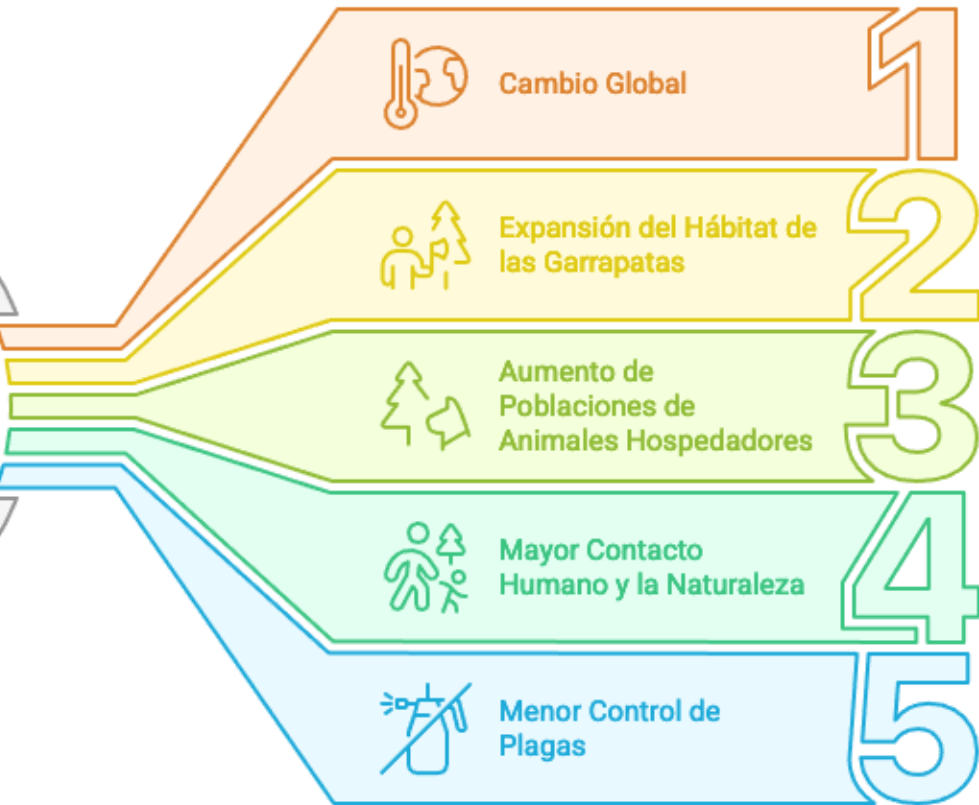 Cambio Global
1
Expansión del Hábitat de
las Garrapatas
2
Aumento de
Poblaciones de
Animales Hospedadores
3
Mayor Contacto
Humano y la Naturaleza
4
Menor Control de
Plagas
5